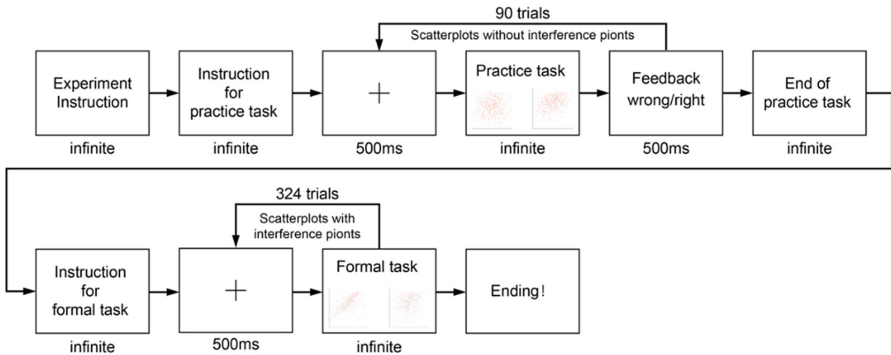 90 trials
Scatterplots without interference pionts
Experiment
Instruction
infinite
Instruction
for
practice task
infinite
+
500ms
Practice task
infinite
Feedback
wrong/right
500ms
End of
practice task
infinite
324 trials
Scatterplots with
interference pionts
Instruction
for
formal task
infinite
+
500ms
Formal task
infinite
Ending!